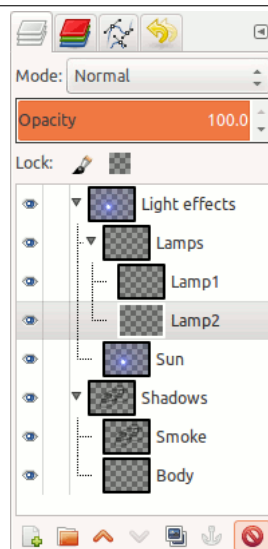 Mode: Normal
Opacity 100.0
Lock:
Light effects
Lamps
Lamp1
Lamp2
Sun
Shadows
Smoke
Body